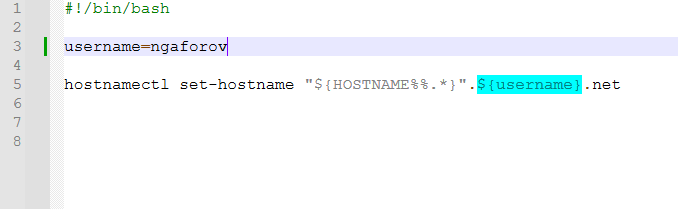 1 #!/bin/bash
2
3 username=ngaforov
4
5 hostnamectl set-hostname "${HOSTNAME%%.*}".${username}.net
6
7
8